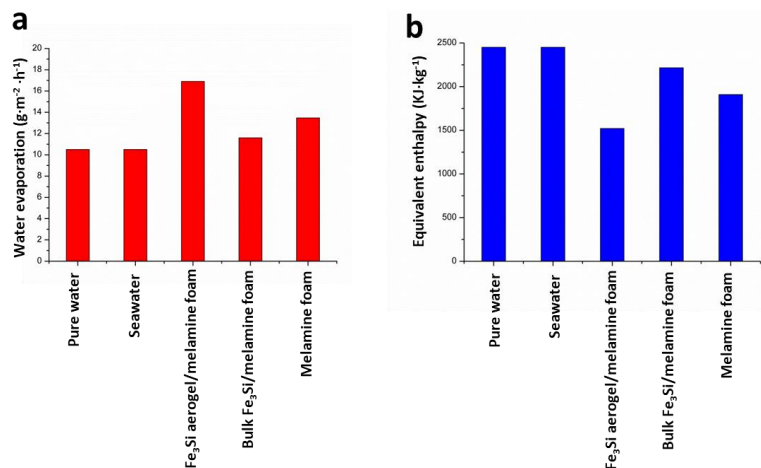 a
Water evaporation (g·m⁻² ·h⁻¹)
20
18
16
14
12
10
8
6
4
2
0
Pure water
Seawater
Fe₃Si aerogel/melamine foam
Bulk Fe₃Si/melamine foam
Melamine foam
b
Equivalent enthalpy (KJ·kg⁻¹)
2500
2000
1500
1000
500
0
Pure water
Seawater
Fe₃Si aerogel/melamine foam
Bulk Fe₃Si/melamine foam
Melamine foam